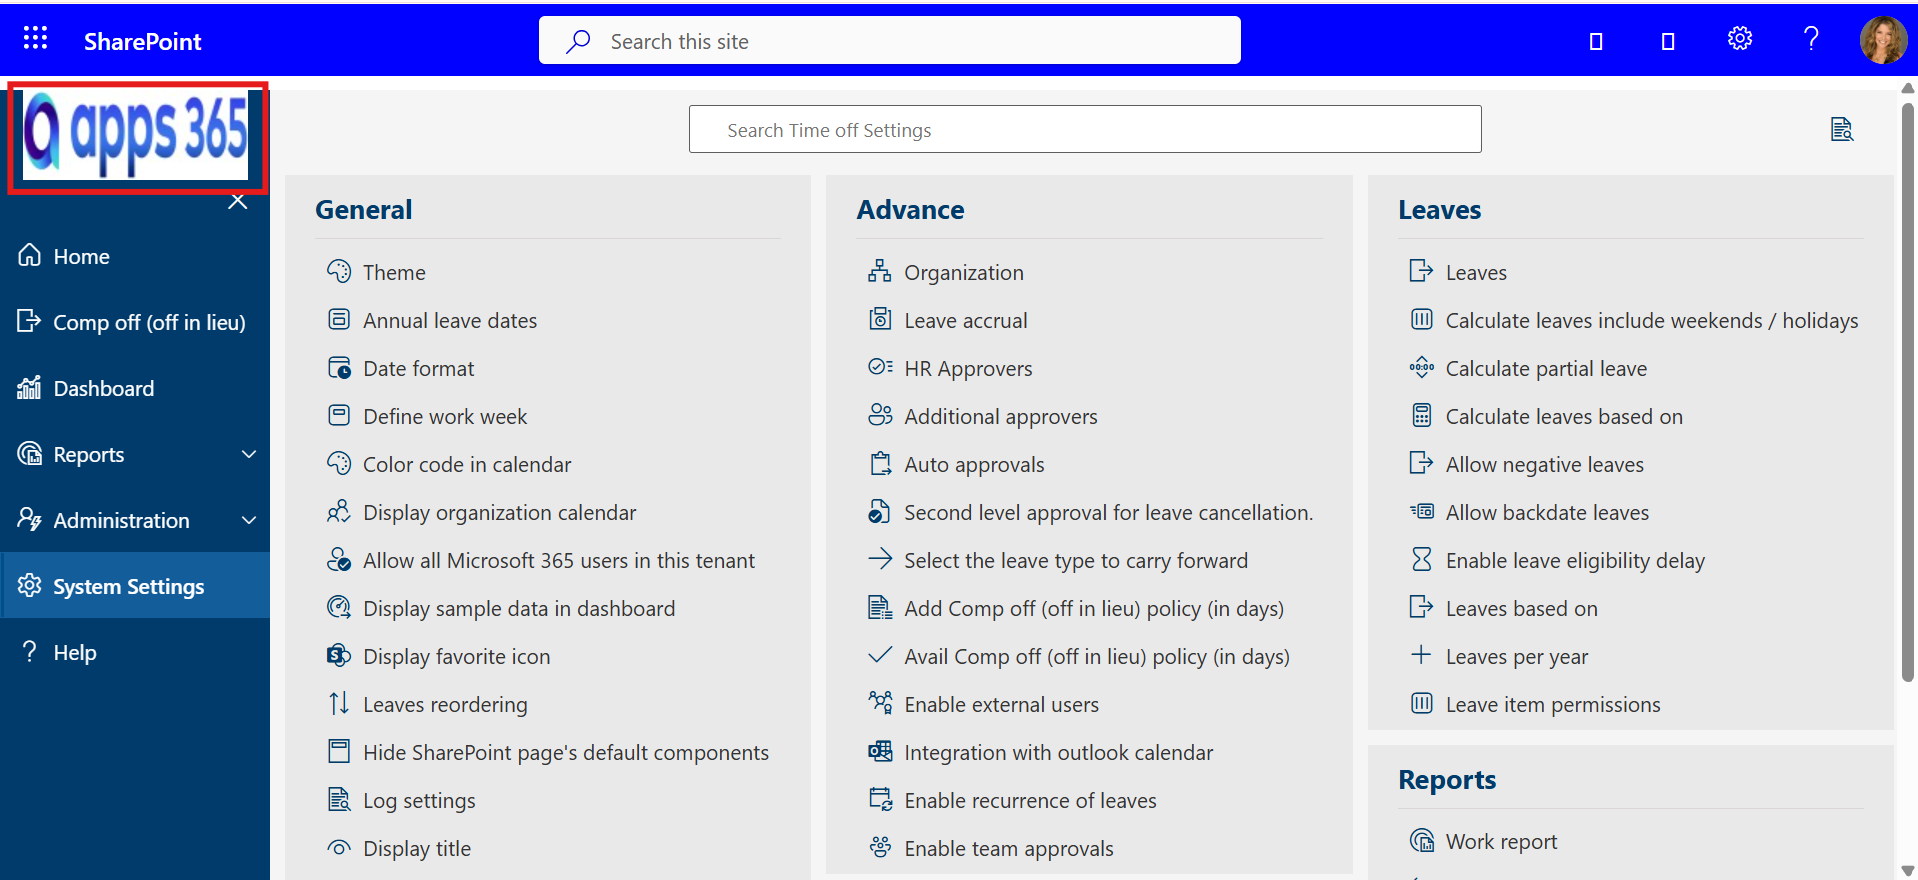 SharePoint
Search this site
apps 365
Search Time off Settings
Home
Comp off (off in lieu)
Dashboard
Reports
Administration
System Settings
Help
General
Theme
Annual leave dates
Date format
Define work week
Color code in calendar
Display organization calendar
Allow all Microsoft 365 users in this tenant
Display sample data in dashboard
Display favorite icon
Leaves reordering
Hide SharePoint page's default components
Log settings
Display title
Advance
Organization
Leave accrual
HR Approvers
Additional approvers
Auto approvals
Second level approval for leave cancellation.
Select the leave type to carry forward
Add Comp off (off in lieu) policy (in days)
Avail Comp off (off in lieu) policy (in days)
Enable external users
Integration with outlook calendar
Enable recurrence of leaves
Enable team approvals
Leaves
Leaves
Calculate leaves include weekends / holidays
Calculate partial leave
Calculate leaves based on
Allow negative leaves
Allow backdate leaves
Enable leave eligibility delay
Leaves based on
Leaves per year
Leave item permissions
Reports
Work report